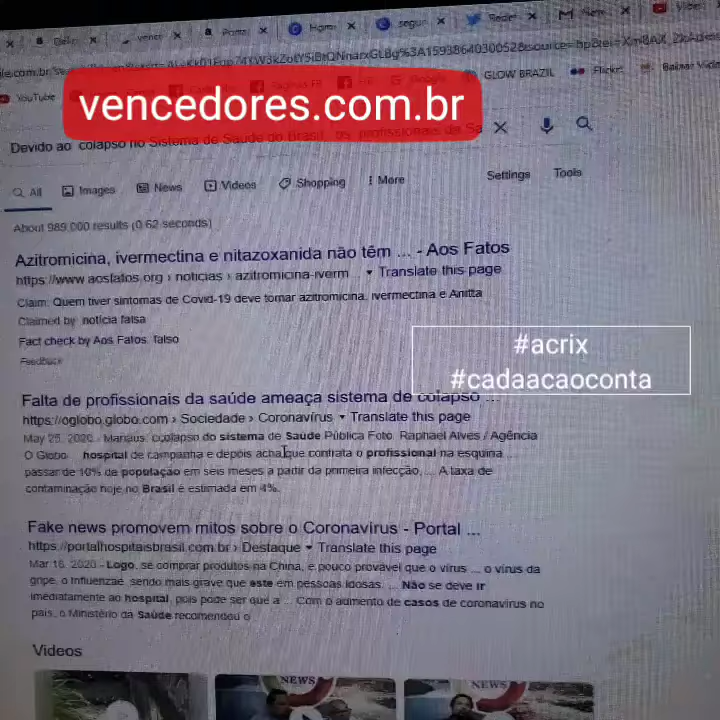 vencedores.com.br
YouTube
GLOW BRAZIL
Flickr
Devido ao colapso no Sistema de Saúde do Brasil, os profissionais da Sa
All Images News Videos Shopping More Settings Tools
About 989,000 results (0.62 seconds)
Azitromicina, ivermectina e nitazoxanida não têm ... - Aos Fatos
https://www.aosfatos.org › noticias › azitromicina-iverm... Translate this page
Claim: Quem tiver sintomas de Covid-19 deve tomar azitromicina, ivermectina e Anitta
Claimed by: notícia falsa
Fact check by Aos Fatos: falso
Feedback
#acrix
#cadaacaoconta
Falta de profissionais da saúde ameaça sistema de colapso ...
https://oglobo.globo.com › Sociedade › Coronavírus Translate this page
May 25, 2020 - Manaus: ccolapso do sistema de Saúde Pública Foto: Raphael Alves / Agência
O Globo ... hospital de campanha e depois acha que contrata o profissional na esquina ...
passar de 10% da população em seis meses a partir da primeira infecção, ... A taxa de
contaminação hoje no Brasil é estimada em 4%.
Fake news promovem mitos sobre o Coronavírus - Portal ...
https://portalhospitaisbrasil.com.br › Destaque Translate this page
Mar 16, 2020 - Logo, se comprar produtos na China, é pouco provável que o vírus ... o vírus da
gripe, o Influenzae, sendo mais grave que este em pessoas idosas. ... Não se deve ir
imediatamente ao hospital, pois pode ser que a ... Com o aumento de casos de coronavírus no
país, o Ministério da Saúde recomendou o
Videos
NEWS
NEWS